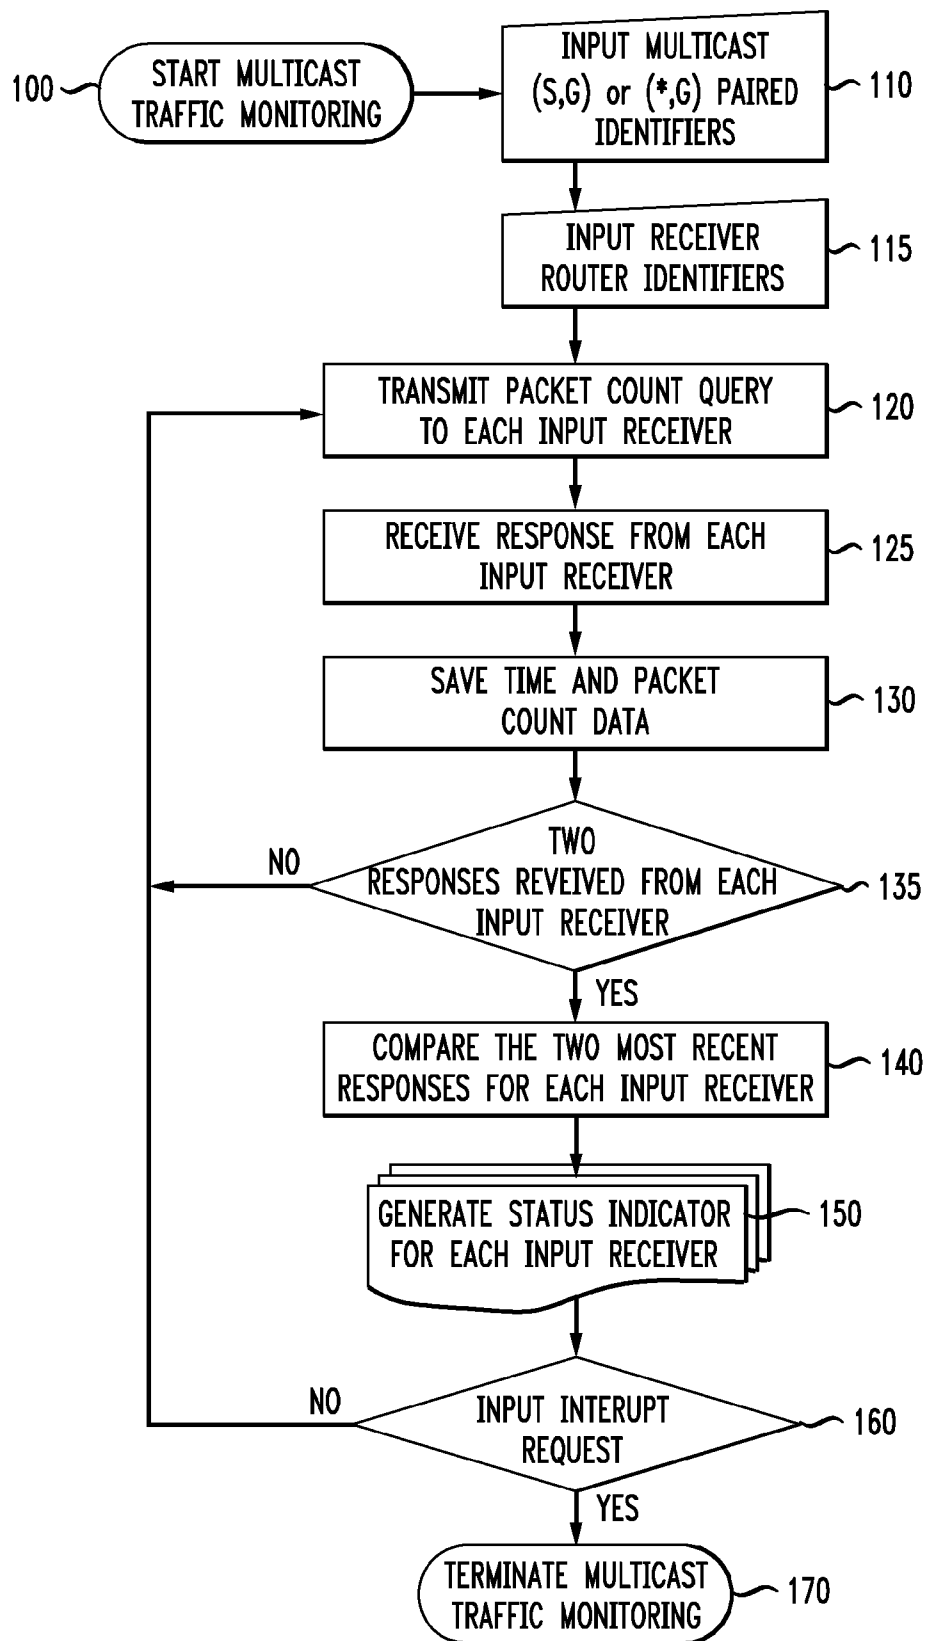 100
START MULTICAST
TRAFFIC MONITORING
INPUT MULTICAST
(S,G) or (*,G) PAIRED
IDENTIFIERS
110
INPUT RECEIVER
ROUTER IDENTIFIERS
115
TRANSMIT PACKET COUNT QUERY
TO EACH INPUT RECEIVER
120
RECEIVE RESPONSE FROM EACH
INPUT RECEIVER
125
SAVE TIME AND PACKET
COUNT DATA
130
NO
TWO
RESPONSES REVEIVED FROM EACH
INPUT RECEIVER
135
YES
COMPARE THE TWO MOST RECENT
RESPONSES FOR EACH INPUT RECEIVER
140
GENERATE STATUS INDICATOR
FOR EACH INPUT RECEIVER
150
NO
INPUT INTERUPT
REQUEST
160
YES
TERMINATE MULTICAST
TRAFFIC MONITORING
170